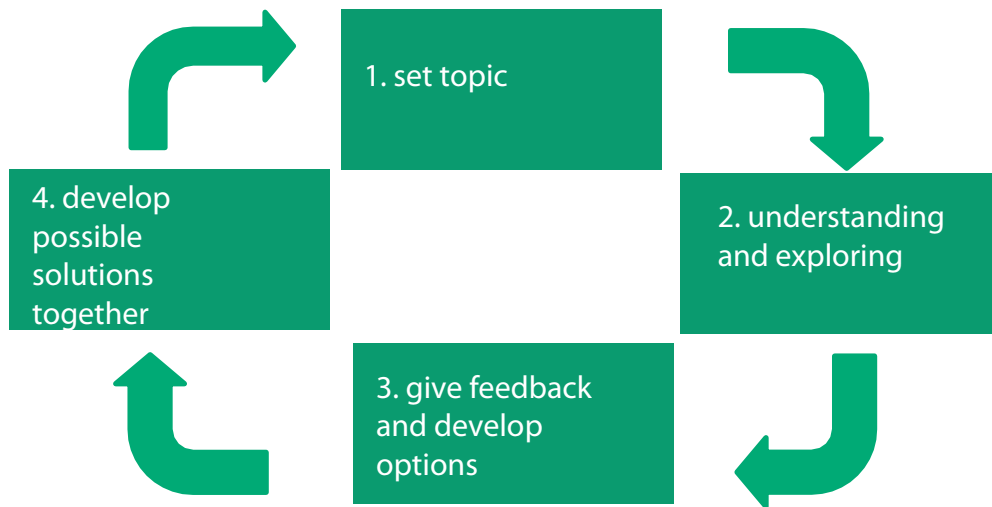 1. set topic
2. understanding
and exploring
3. give feedback
and develop
options
4. develop
possible
solutions
together